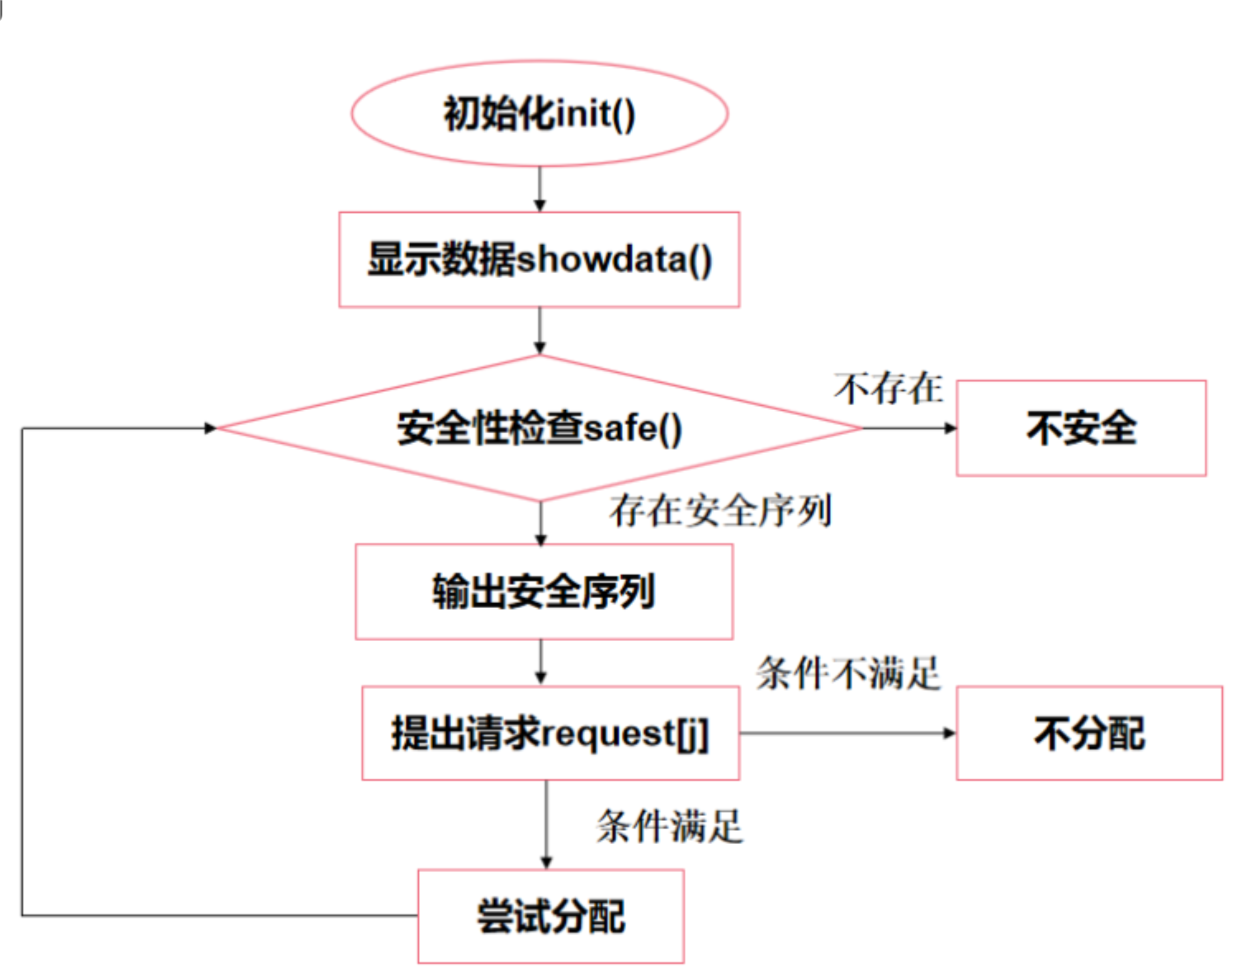 初始化init()
显示数据showdata()
安全性检查safe()
不存在
不安全
存在安全序列
输出安全序列
提出请求request[j]
条件不满足
不分配
条件满足
尝试分配